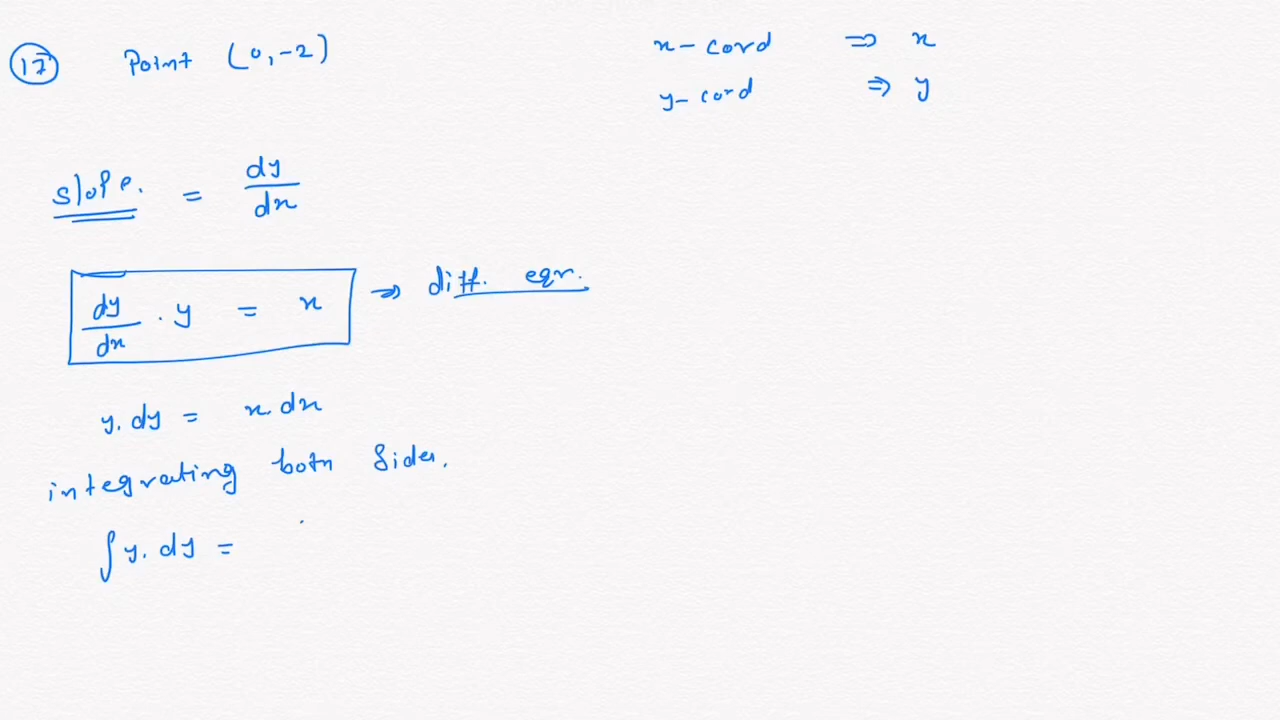 17 Point (0,-2)
x-cord ⇒ x
y-cord ⇒ y
slope. = dy/dx
dy/dx . y = x ⇒ diff. eqn.
y. dy = x. dx
integrating both sides.
∫ y. dy =